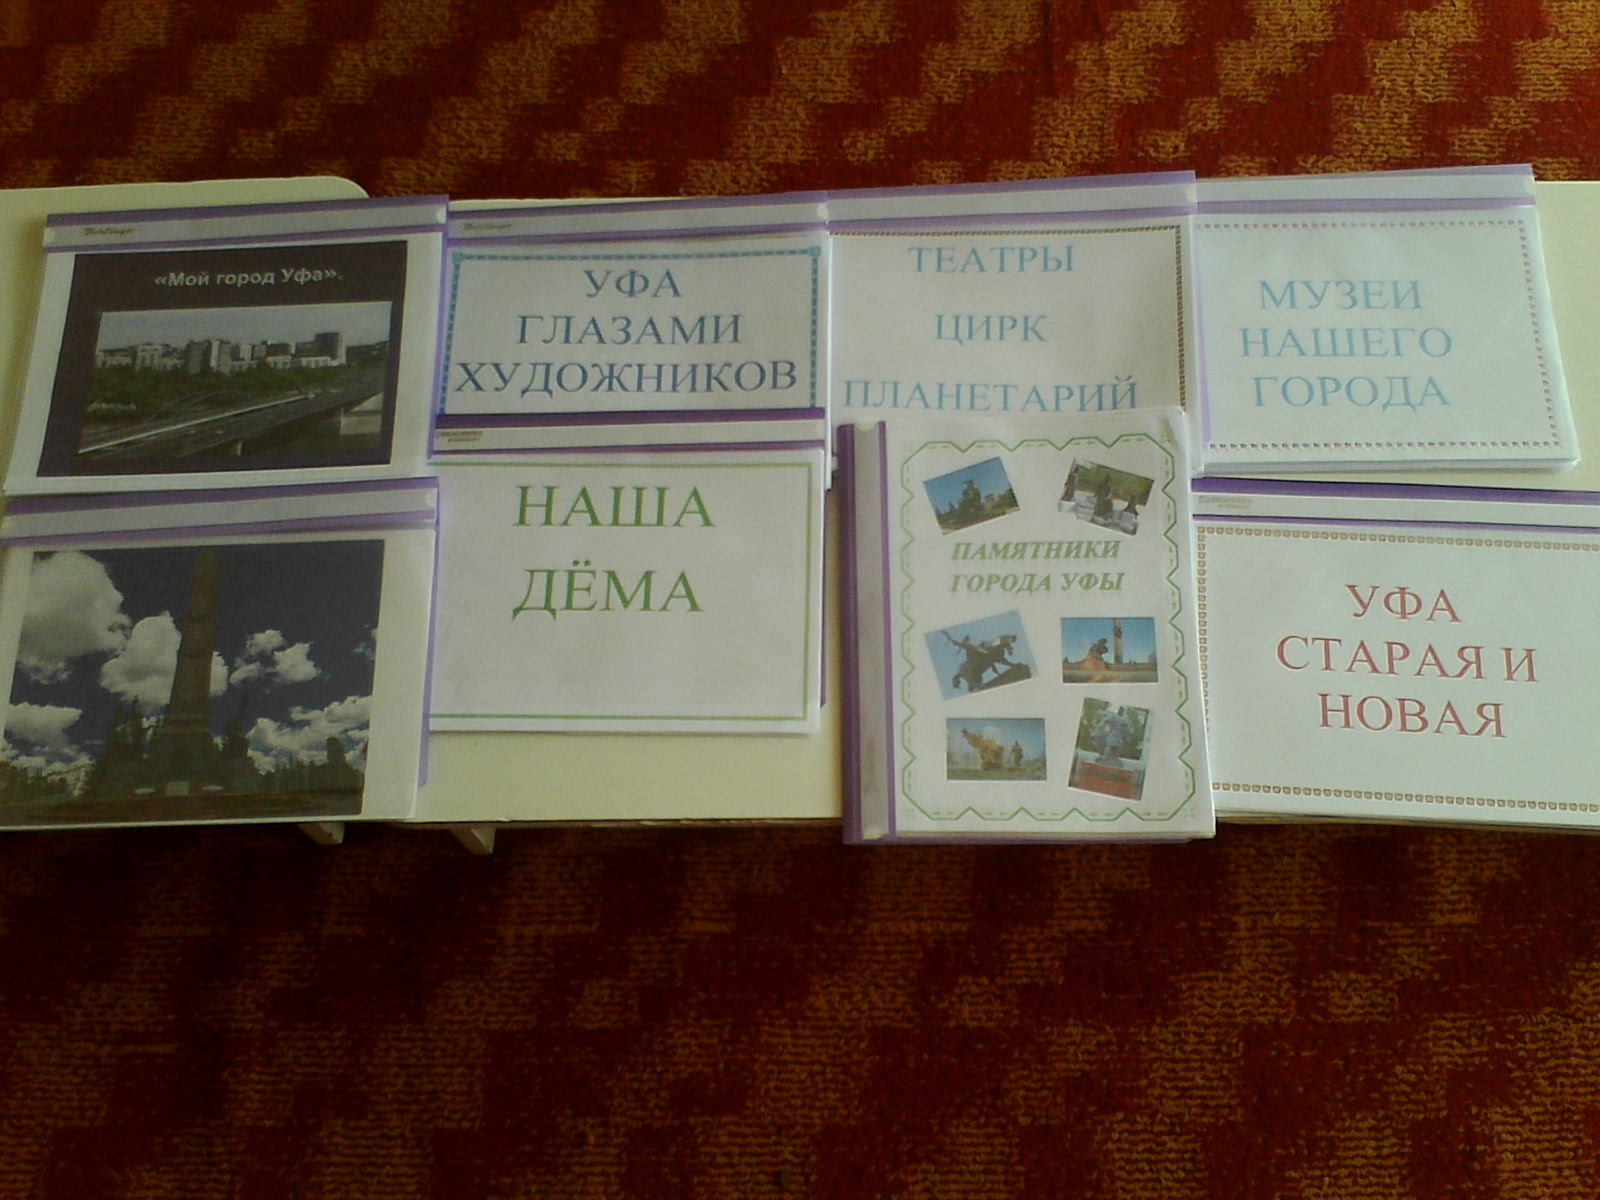 «Мой город Уфа».
УФА
ГЛАЗАМИ
ХУДОЖНИКОВ
ТЕАТРЫ
ЦИРК
ПЛАНЕТАРИЙ
МУЗЕИ
НАШЕГО
ГОРОДА
НАША
ДЁМА
ПАМЯТНИКИ
ГОРОДА УФЫ
УФА
СТАРАЯ И
НОВАЯ